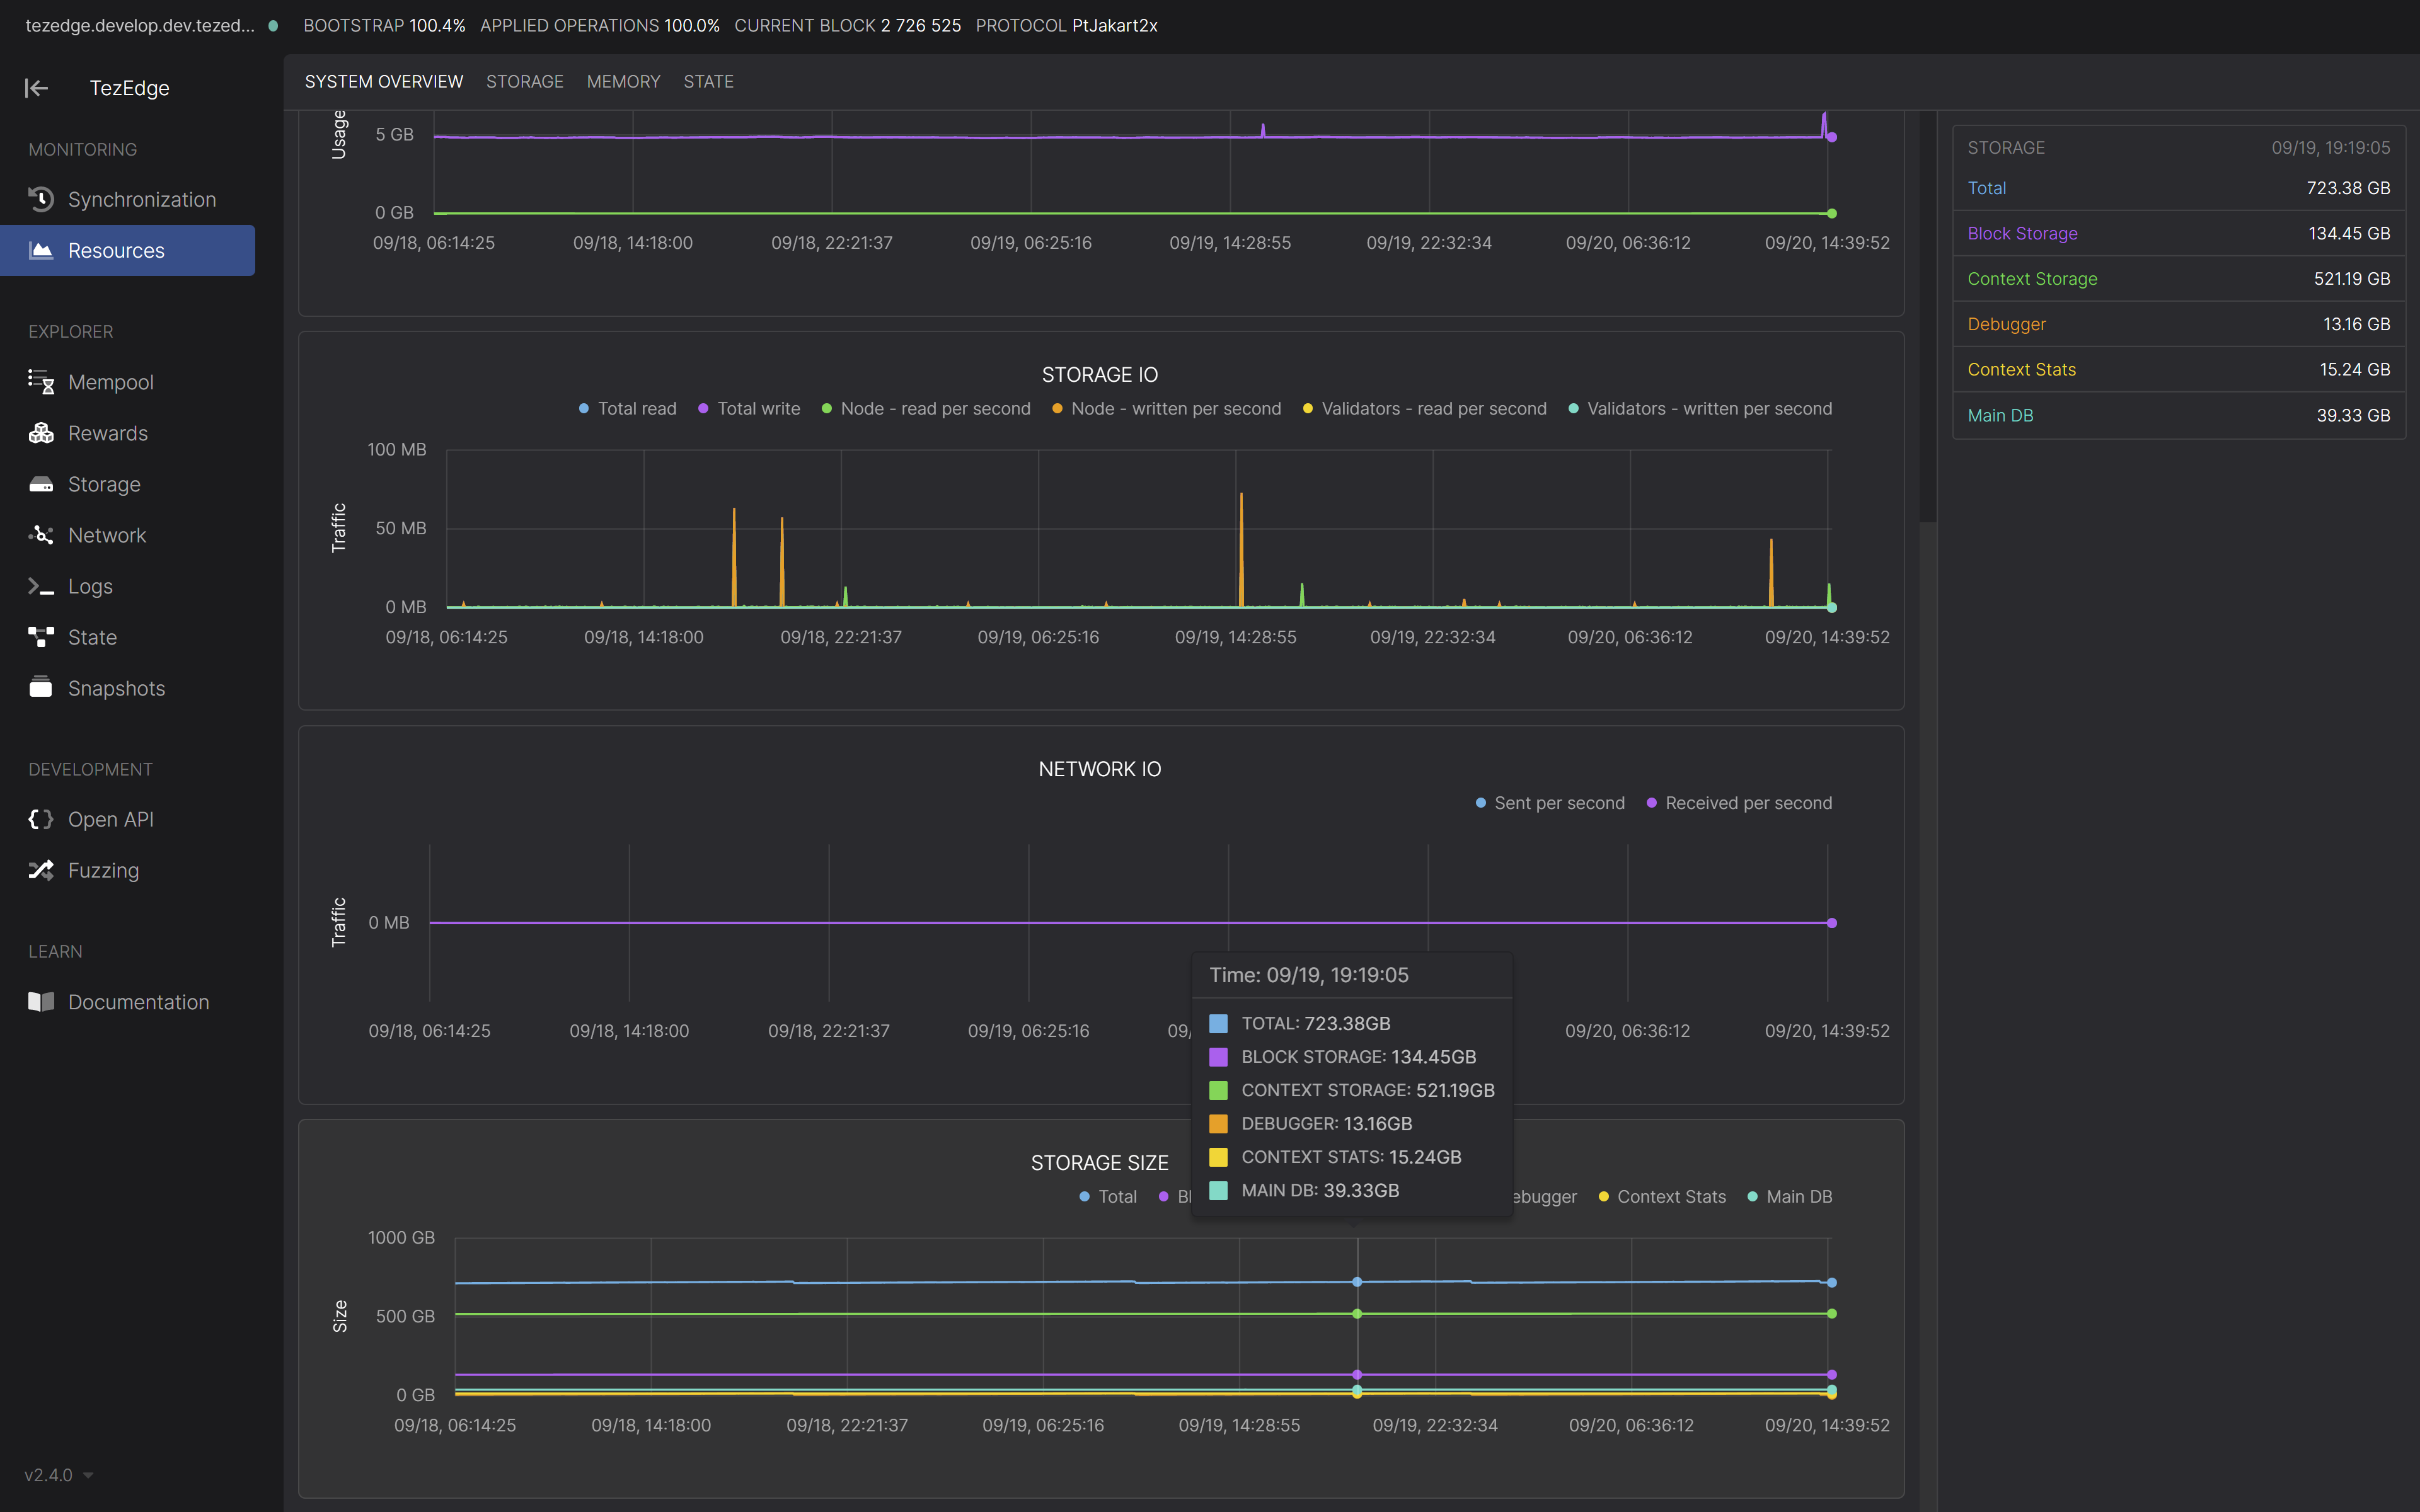 tezedge.develop.dev.tezed... BOOTSTRAP 100.4% APPLIED OPERATIONS 100.0% CURRENT BLOCK 2 726 525 PROTOCOL PtJakart2x
TezEdge
MONITORING
Synchronization
Resources
EXPLORER
Mempool
Rewards
Storage
Network
Logs
State
Snapshots
DEVELOPMENT
Open API
Fuzzing
LEARN
Documentation
v2.4.0
SYSTEM OVERVIEW STORAGE MEMORY STATE
Usage
5 GB
0 GB
09/18, 06:14:25 09/18, 14:18:00 09/18, 22:21:37 09/19, 06:25:16 09/19, 14:28:55 09/19, 22:32:34 09/20, 06:36:12 09/20, 14:39:52
STORAGE IO
Total read Total write Node - read per second Node - written per second Validators - read per second Validators - written per second
Traffic
100 MB
50 MB
0 MB
09/18, 06:14:25 09/18, 14:18:00 09/18, 22:21:37 09/19, 06:25:16 09/19, 14:28:55 09/19, 22:32:34 09/20, 06:36:12 09/20, 14:39:52
NETWORK IO
Sent per second Received per second
Traffic
0 MB
09/18, 06:14:25 09/18, 14:18:00 09/18, 22:21:37 09/19, 06:25:16 09/ 09/20, 06:36:12 09/20, 14:39:52
Time: 09/19, 19:19:05
TOTAL: 723.38GB
BLOCK STORAGE: 134.45GB
CONTEXT STORAGE: 521.19GB
DEBUGGER: 13.16GB
CONTEXT STATS: 15.24GB
MAIN DB: 39.33GB
STORAGE SIZE
Total Bl ebugger Context Stats Main DB
Size
1000 GB
500 GB
0 GB
09/18, 06:14:25 09/18, 14:18:00 09/18, 22:21:37 09/19, 06:25:16 09/19, 14:28:55 09/19, 22:32:34 09/20, 06:36:12 09/20, 14:39:52
STORAGE 09/19, 19:19:05
Total 723.38 GB
Block Storage 134.45 GB
Context Storage 521.19 GB
Debugger 13.16 GB
Context Stats 15.24 GB
Main DB 39.33 GB